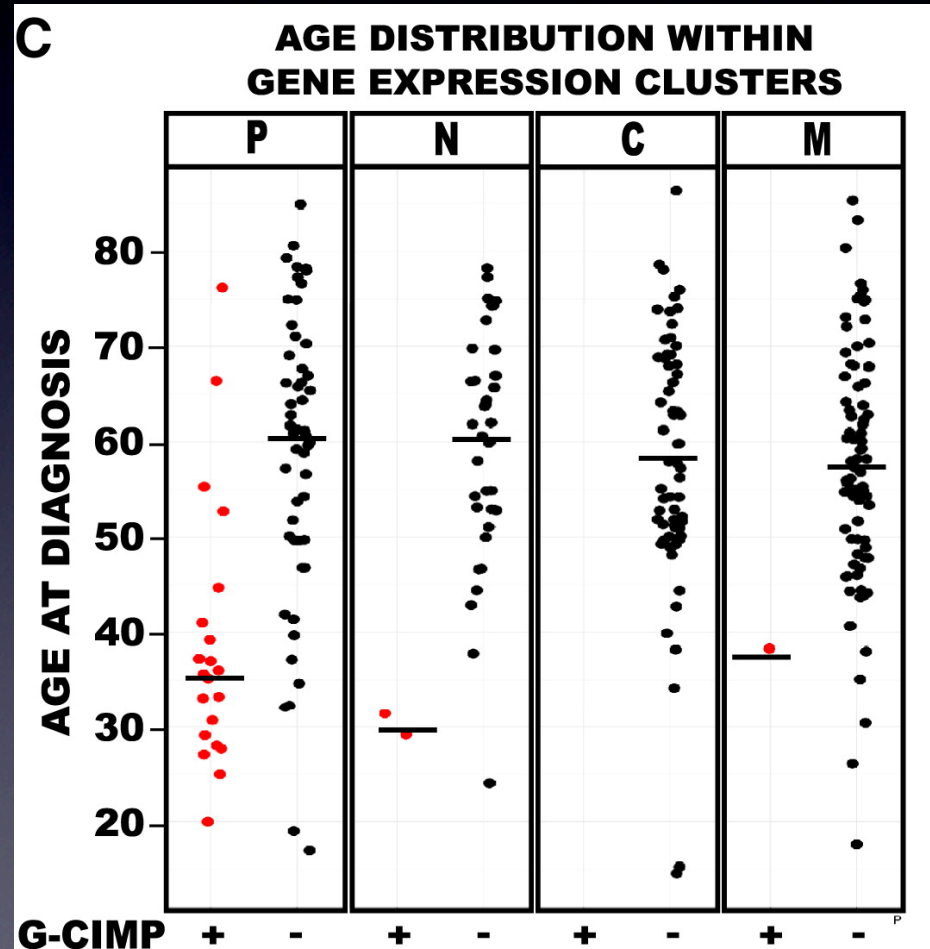 C
AGE DISTRIBUTION WITHIN
GENE EXPRESSION CLUSTERS
P N C M
AGE AT DIAGNOSIS
80
70
60
50
40
30
20
P
G-CIMP + - + - + - + -